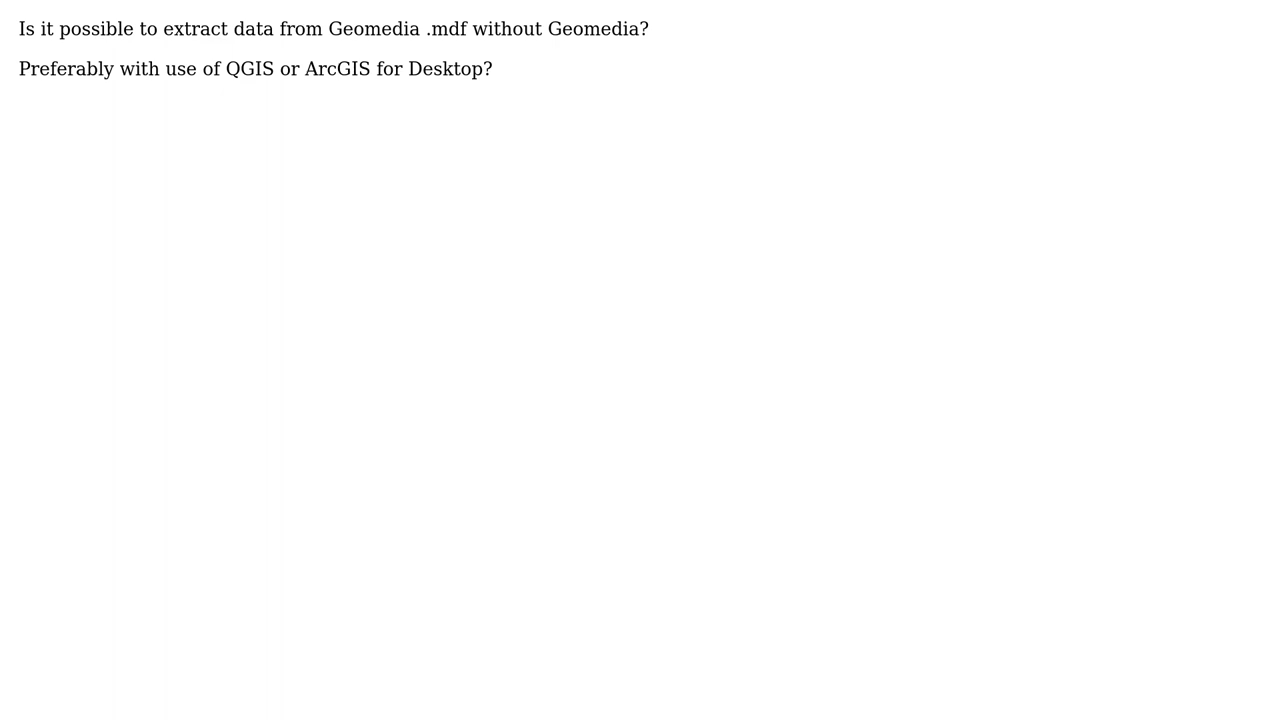 Is it possible to extract data from Geomedia .mdf without Geomedia?
Preferably with use of QGIS or ArcGIS for Desktop?